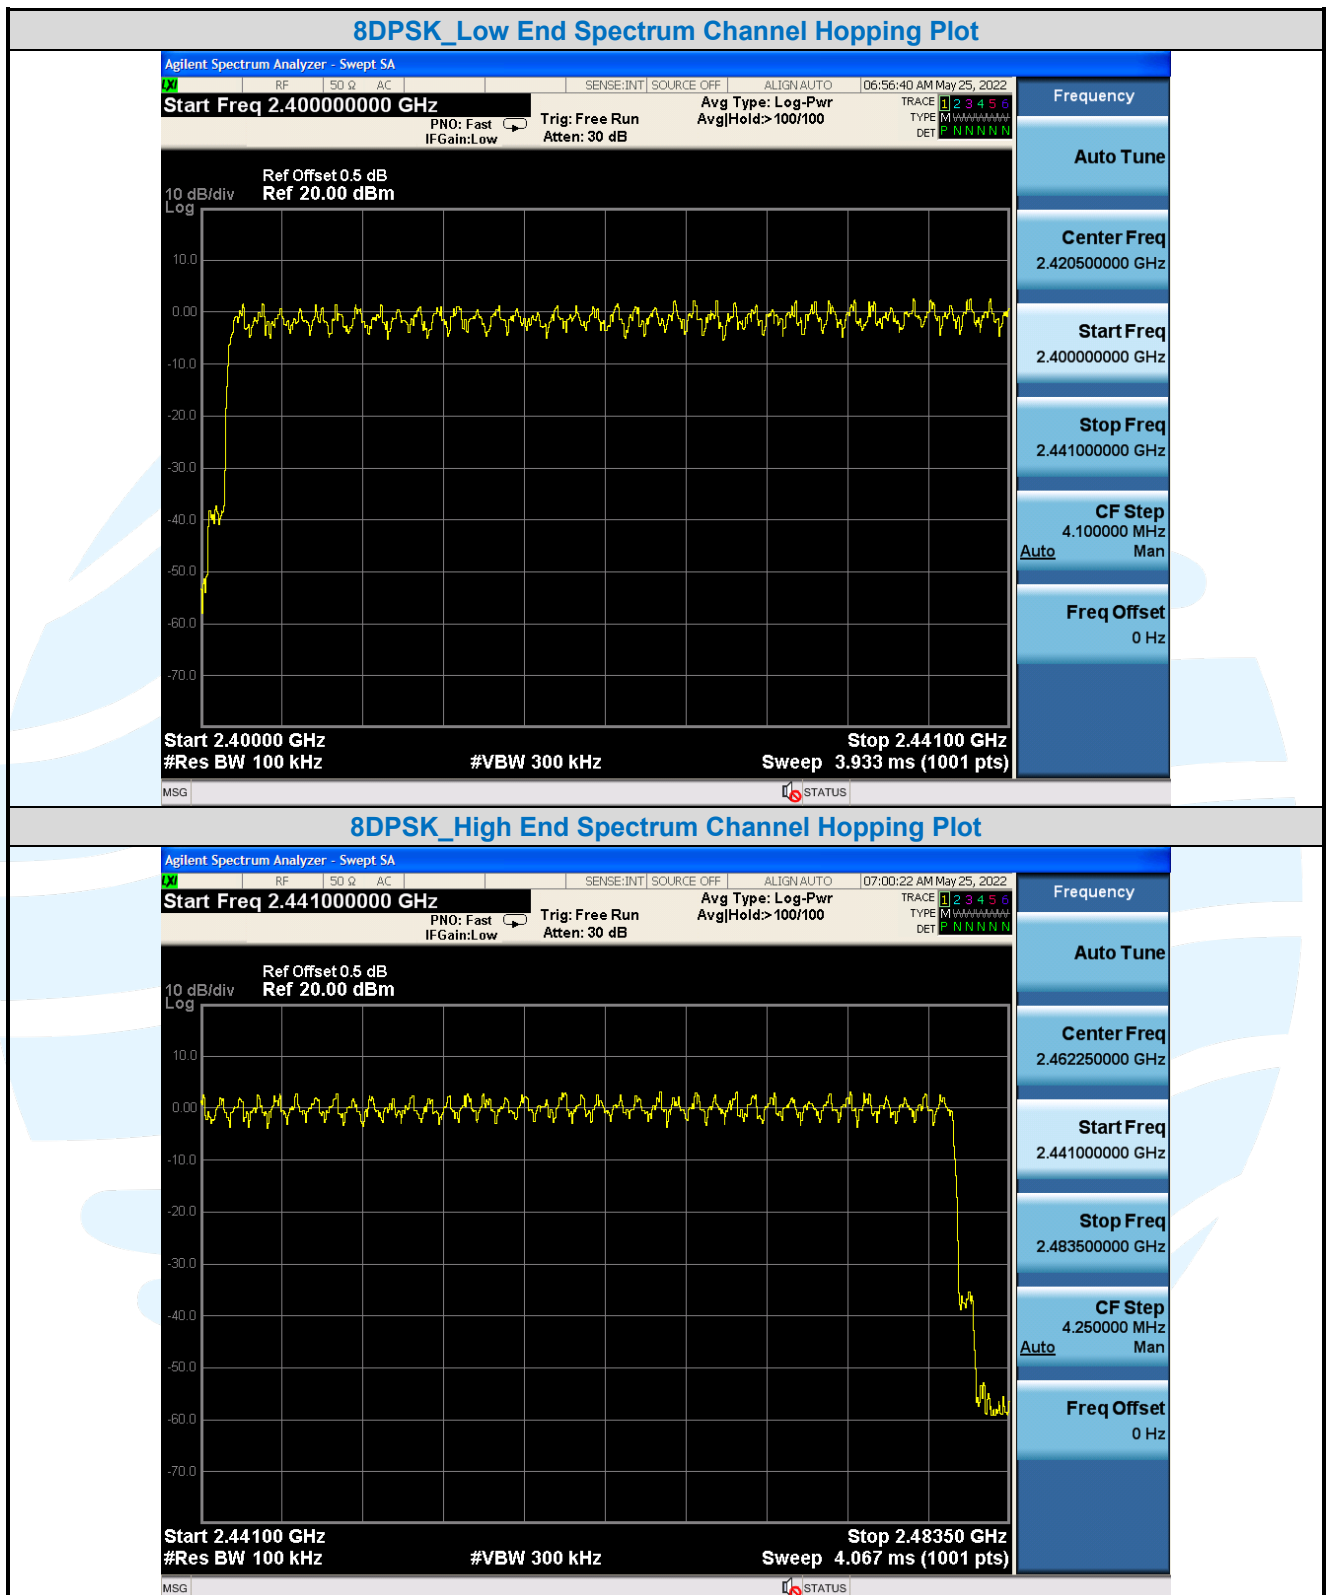 8DPSK_Low End Spectrum Channel Hopping Plot
Agilent Spectrum Analyzer - Swept SA
LXI RF 50 Ω AC SENSE:INT SOURCE OFF ALIGN AUTO 06:56:40 AM May 25, 2022
Start Freq 2.400000000 GHz Avg Type: Log-Pwr TRACE 1 2 3 4 5 6
PNO: Fast Trig: Free Run Avg|Hold:>100/100 TYPE M WWWWW
IFGain:Low Atten: 30 dB DET P N N N N N
Ref Offset 0.5 dB
10 dB/div Ref 20.00 dBm
Log
10.0
0.00
-10.0
-20.0
-30.0
-40.0
-50.0
-60.0
-70.0
Start 2.40000 GHz Stop 2.44100 GHz
#Res BW 100 kHz #VBW 300 kHz Sweep 3.933 ms (1001 pts)
MSG STATUS
Frequency
Auto Tune
Center Freq
2.420500000 GHz
Start Freq
2.400000000 GHz
Stop Freq
2.441000000 GHz
CF Step
4.100000 MHz
Auto Man
Freq Offset
0 Hz
8DPSK_High End Spectrum Channel Hopping Plot
Agilent Spectrum Analyzer - Swept SA
LXI RF 50 Ω AC SENSE:INT SOURCE OFF ALIGN AUTO 07:00:22 AM May 25, 2022
Start Freq 2.441000000 GHz Avg Type: Log-Pwr TRACE 1 2 3 4 5 6
PNO: Fast Trig: Free Run Avg|Hold:>100/100 TYPE M WWWWW
IFGain:Low Atten: 30 dB DET P N N N N N
Ref Offset 0.5 dB
10 dB/div Ref 20.00 dBm
Log
10.0
0.00
-10.0
-20.0
-30.0
-40.0
-50.0
-60.0
-70.0
Start 2.44100 GHz Stop 2.48350 GHz
#Res BW 100 kHz #VBW 300 kHz Sweep 4.067 ms (1001 pts)
MSG STATUS
Frequency
Auto Tune
Center Freq
2.462250000 GHz
Start Freq
2.441000000 GHz
Stop Freq
2.483500000 GHz
CF Step
4.250000 MHz
Auto Man
Freq Offset
0 Hz